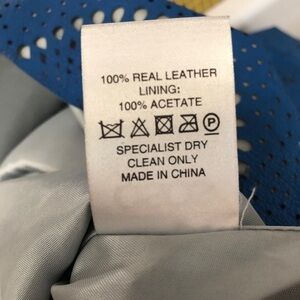 100% REAL LEATHER
LINING:
100% ACETATE
P
SPECIALIST DRY
CLEAN ONLY
MADE IN CHINA